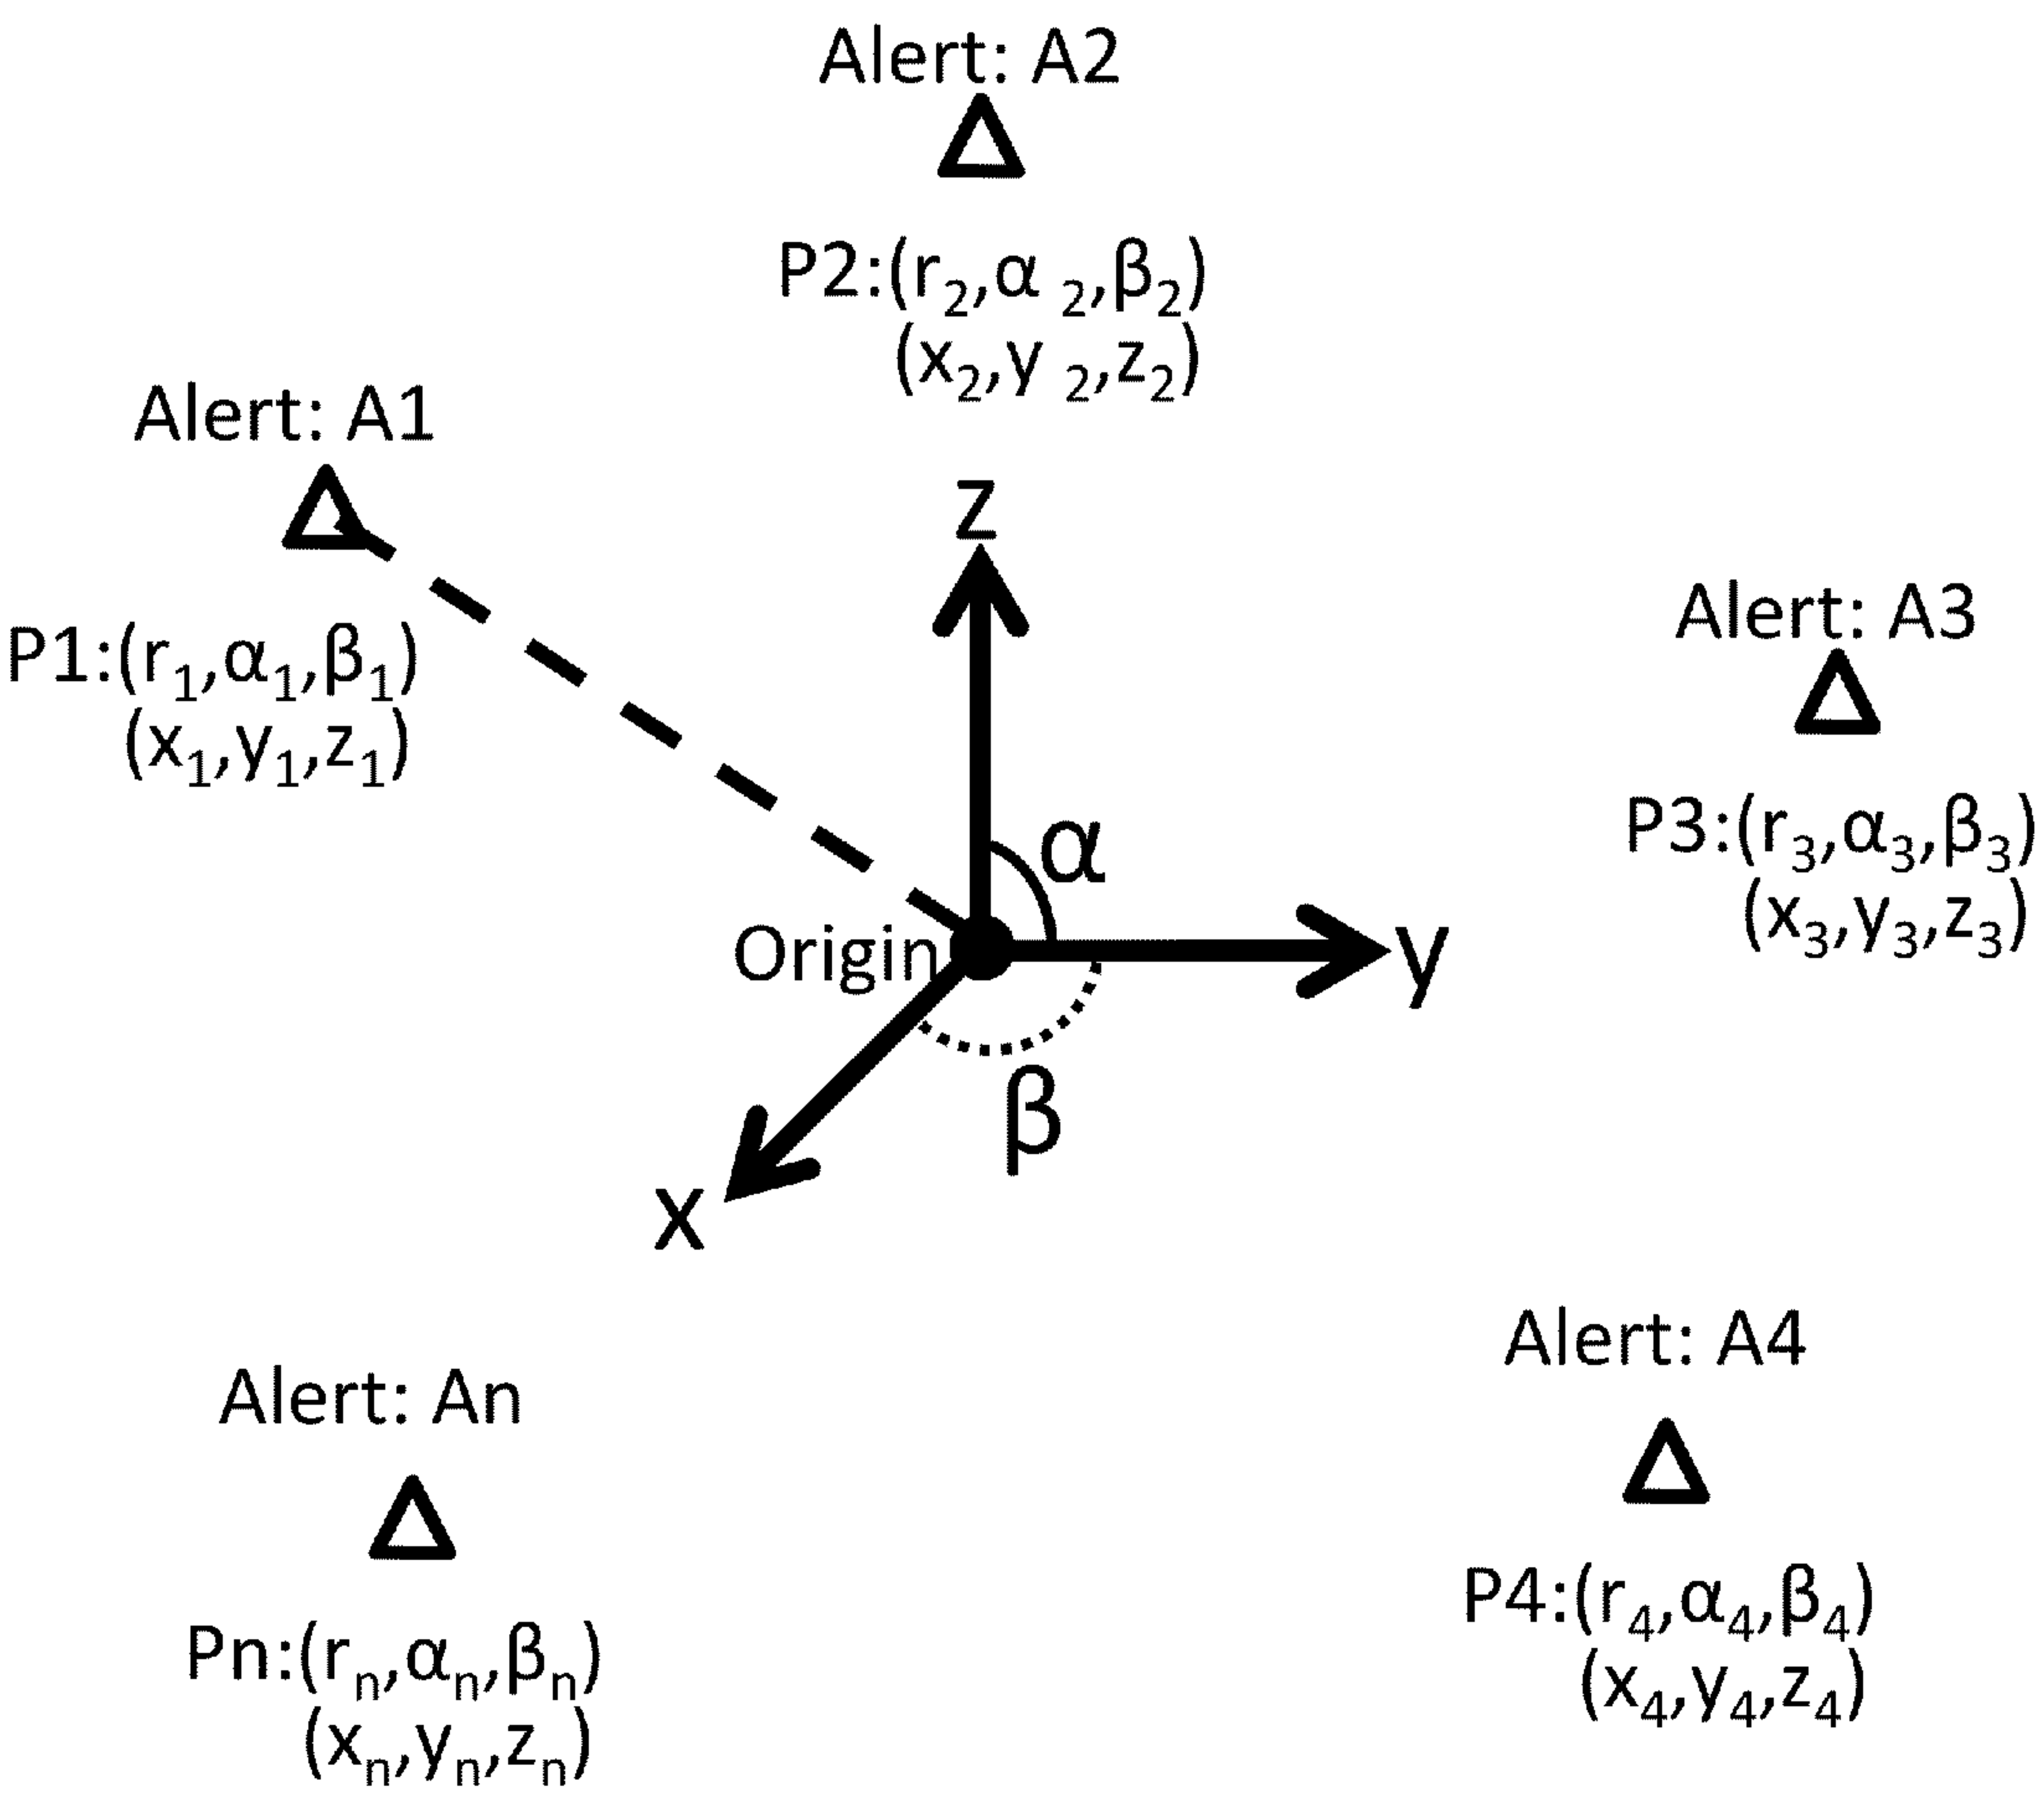 Alert: A2
P2:(r₂,α ₂,β₂)
(x₂,y ₂,z₂)
Alert: A1
P1:(r₁,α₁,β₁)
(x₁,y₁,z₁)
z
Alert: A3
P3:(r₃,α₃,β₃)
(x₃,y₃,z₃)
α
Origin
y
β
x
Alert: A4
P4:(r₄,α₄,β₄)
(x₄,y₄,z₄)
Alert: An
Pn:(rₙ,αₙ,βₙ)
(xₙ,yₙ,zₙ)